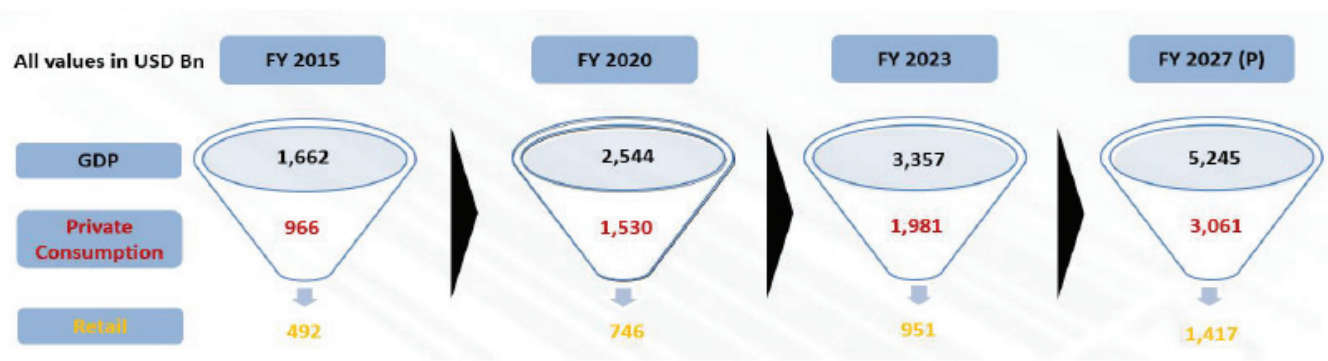 All values in USD Bn FY 2015 FY 2020 FY 2023 FY 2027 (P)
GDP 1,662 2,544 3,357 5,245
Private
Consumption 966 1,530 1,981 3,061
Retail 492 746 951 1,417